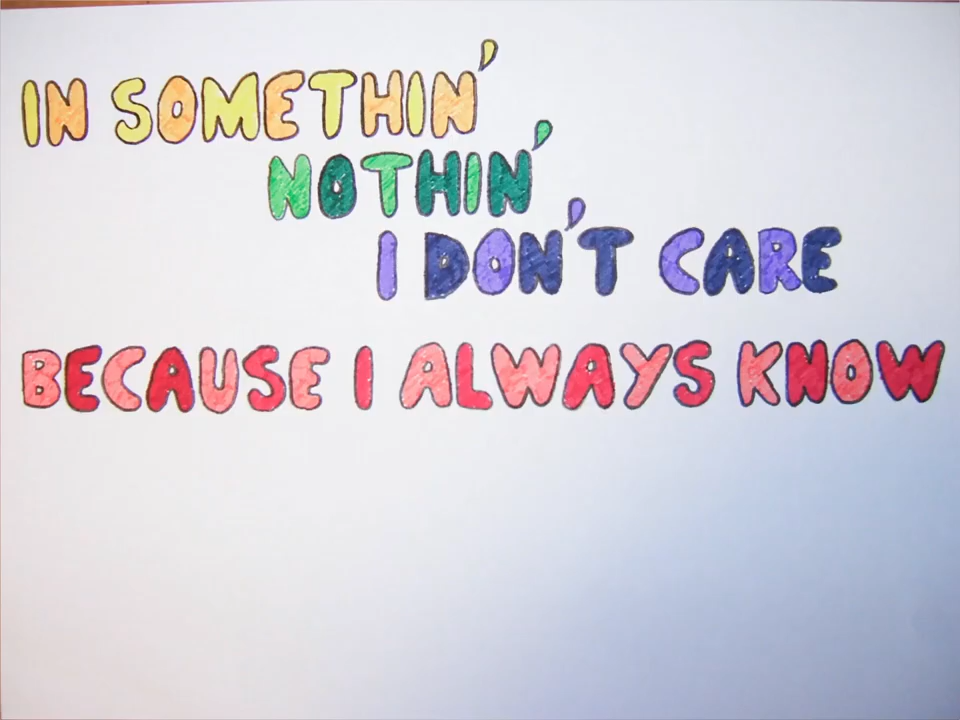 IN SOMETHIN'
NOTHIN'
I DON'T CARE
BECAUSE I ALWAYS KNOW